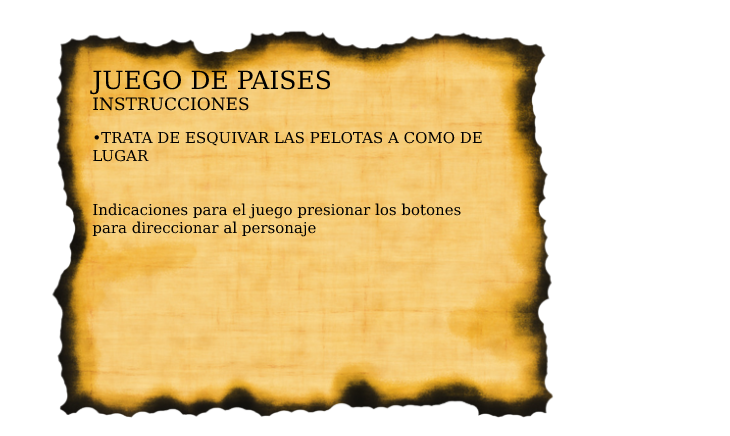 JUEGO DE PAISES
INSTRUCCIONES
•TRATA DE ESQUIVAR LAS PELOTAS A COMO DE
LUGAR
Indicaciones para el juego presionar los botones
para direccionar al personaje